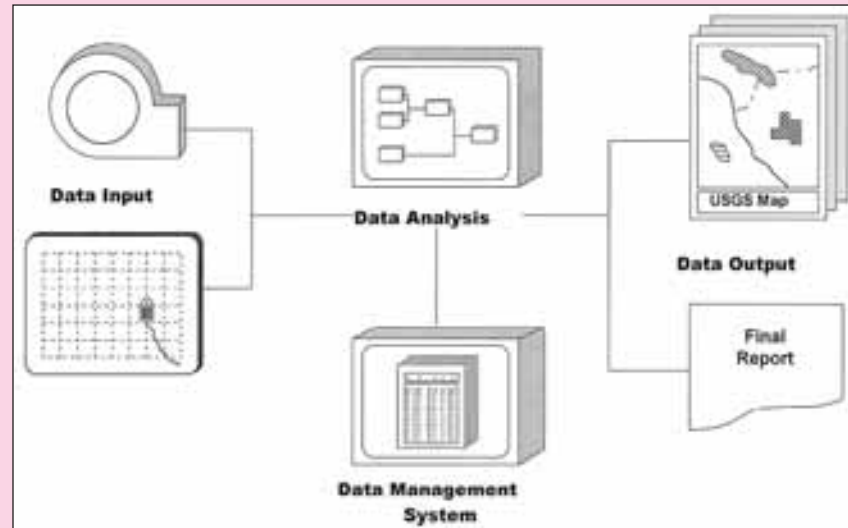 Data Input
Data Analysis
USGS Map
Data Output
Final
Report
Data Management
System